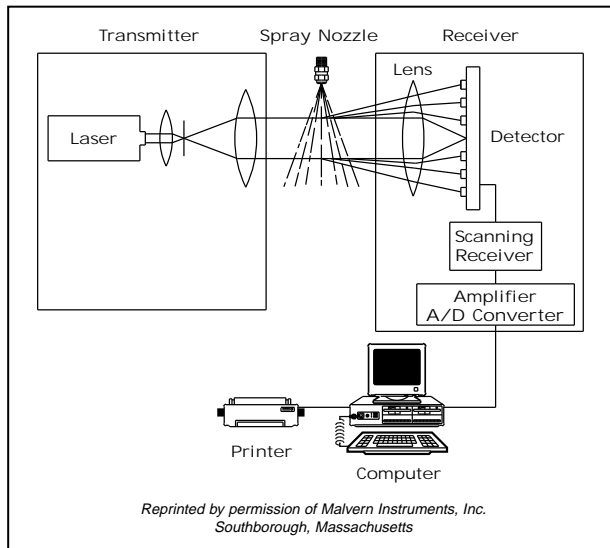 Transmitter
Spray Nozzle
Receiver
Lens
Laser
Detector
Scanning
Receiver
Amplifier
A/D Converter
Printer
Computer
Reprinted by permission of Malvern Instruments, Inc.
Southborough, Massachusetts